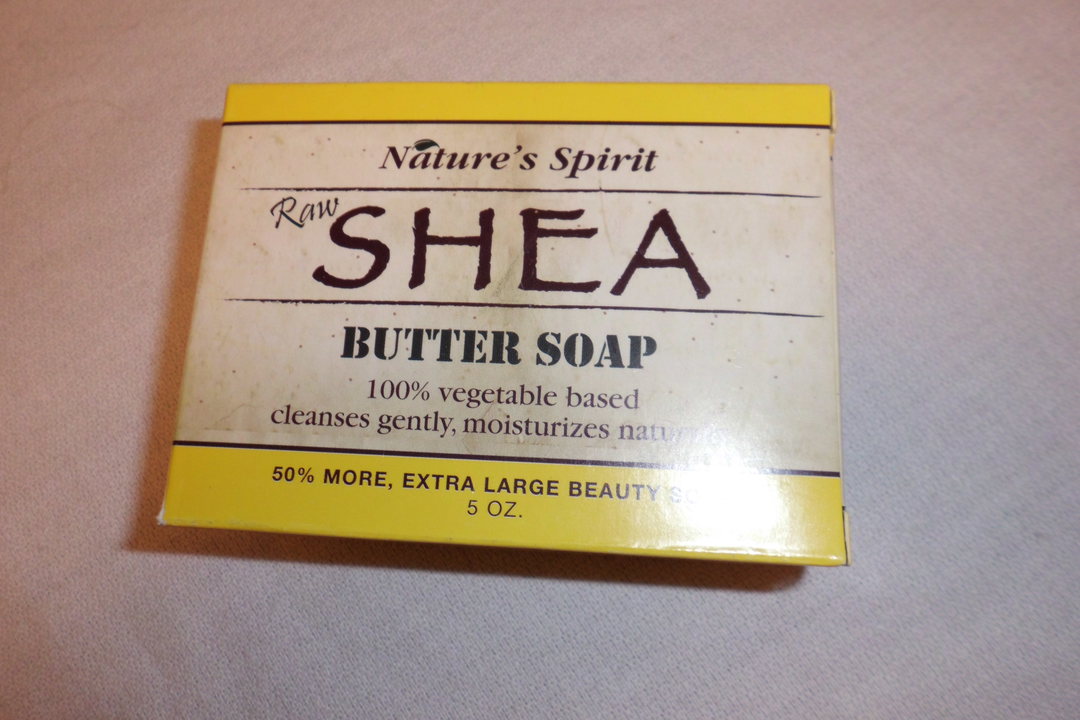 Nature's Spirit
Raw SHEA
BUTTER SOAP
100% vegetable based
cleanses gently, moisturizes
50% MORE, EXTRA LARGE BEAUTY
5 OZ.